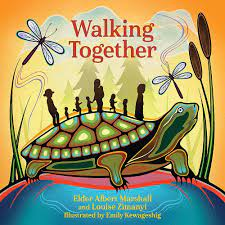 Walking
Together
Elder Albert Marshall
and Louise Zimanyi
Illustrated by Emily Kewageshig